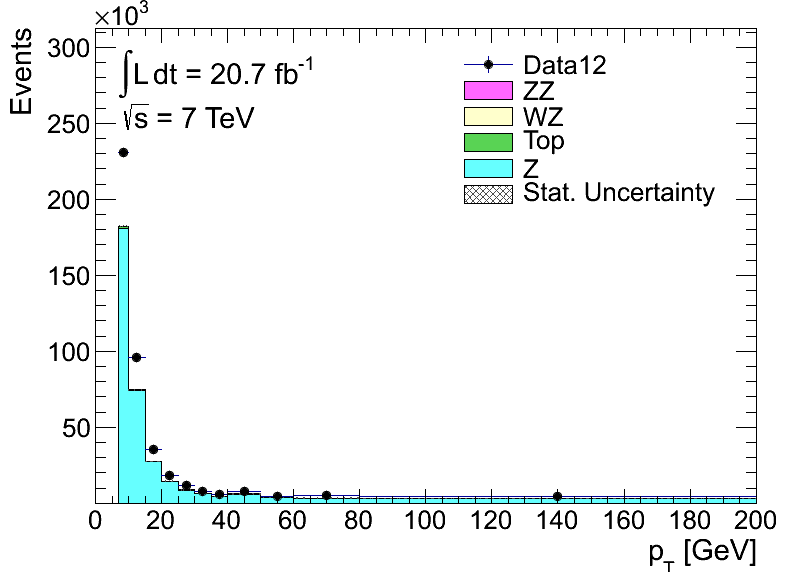 ×10³
Events
300
250
200
150
100
50
∫L dt = 20.7 fb⁻¹
√s = 7 TeV
Data12
ZZ
WZ
Top
Z
Stat. Uncertainty
0 20 40 60 80 100 120 140 160 180 200
p_T [GeV]